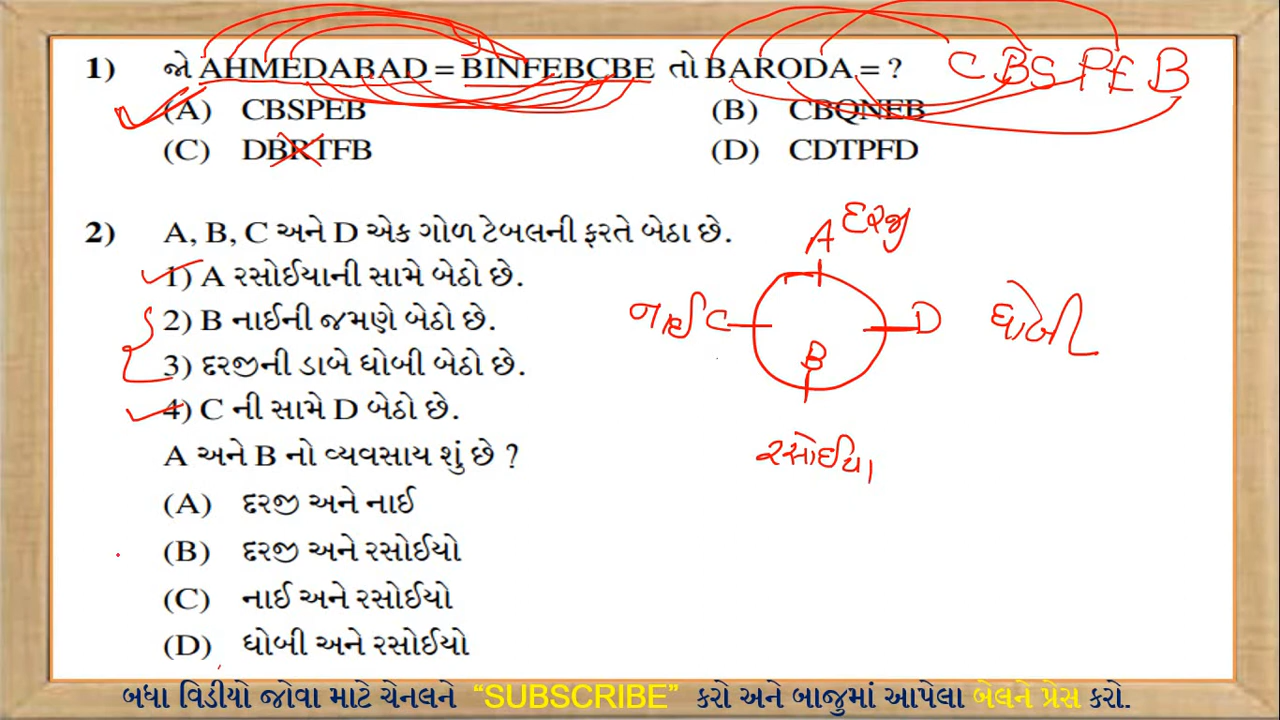 1) જો AHMEDABAD = BINFEBCBE તો BARODA = ? CBSPEB
(A) CBSPEB (B) CBQNEB
(C) DBRTFB (D) CDTPFD
2) A, B, C અને D એક ગોળ ટેબલની ફરતે બેઠા છે.
1) A રસોઈયાની સામે બેઠો છે.
2) B નાઈની જમણે બેઠો છે.
3) દરજીની ડાબે ધોબી બેઠો છે.
4) C ની સામે D બેઠો છે.
A અને B નો વ્યવસાય શું છે ?
(A) દરજી અને નાઈ
(B) દરજી અને રસોઈયો
(C) નાઈ અને રસોઈયો
(D) ધોબી અને રસોઈયો
A દરજી
નાઈ C D ધોબી
B
રસોઈયા
બધા વિડીયો જોવા માટે ચેનલને “SUBSCRIBE” કરો અને બાજુમાં આપેલા બેલને પ્રેસ કરો.